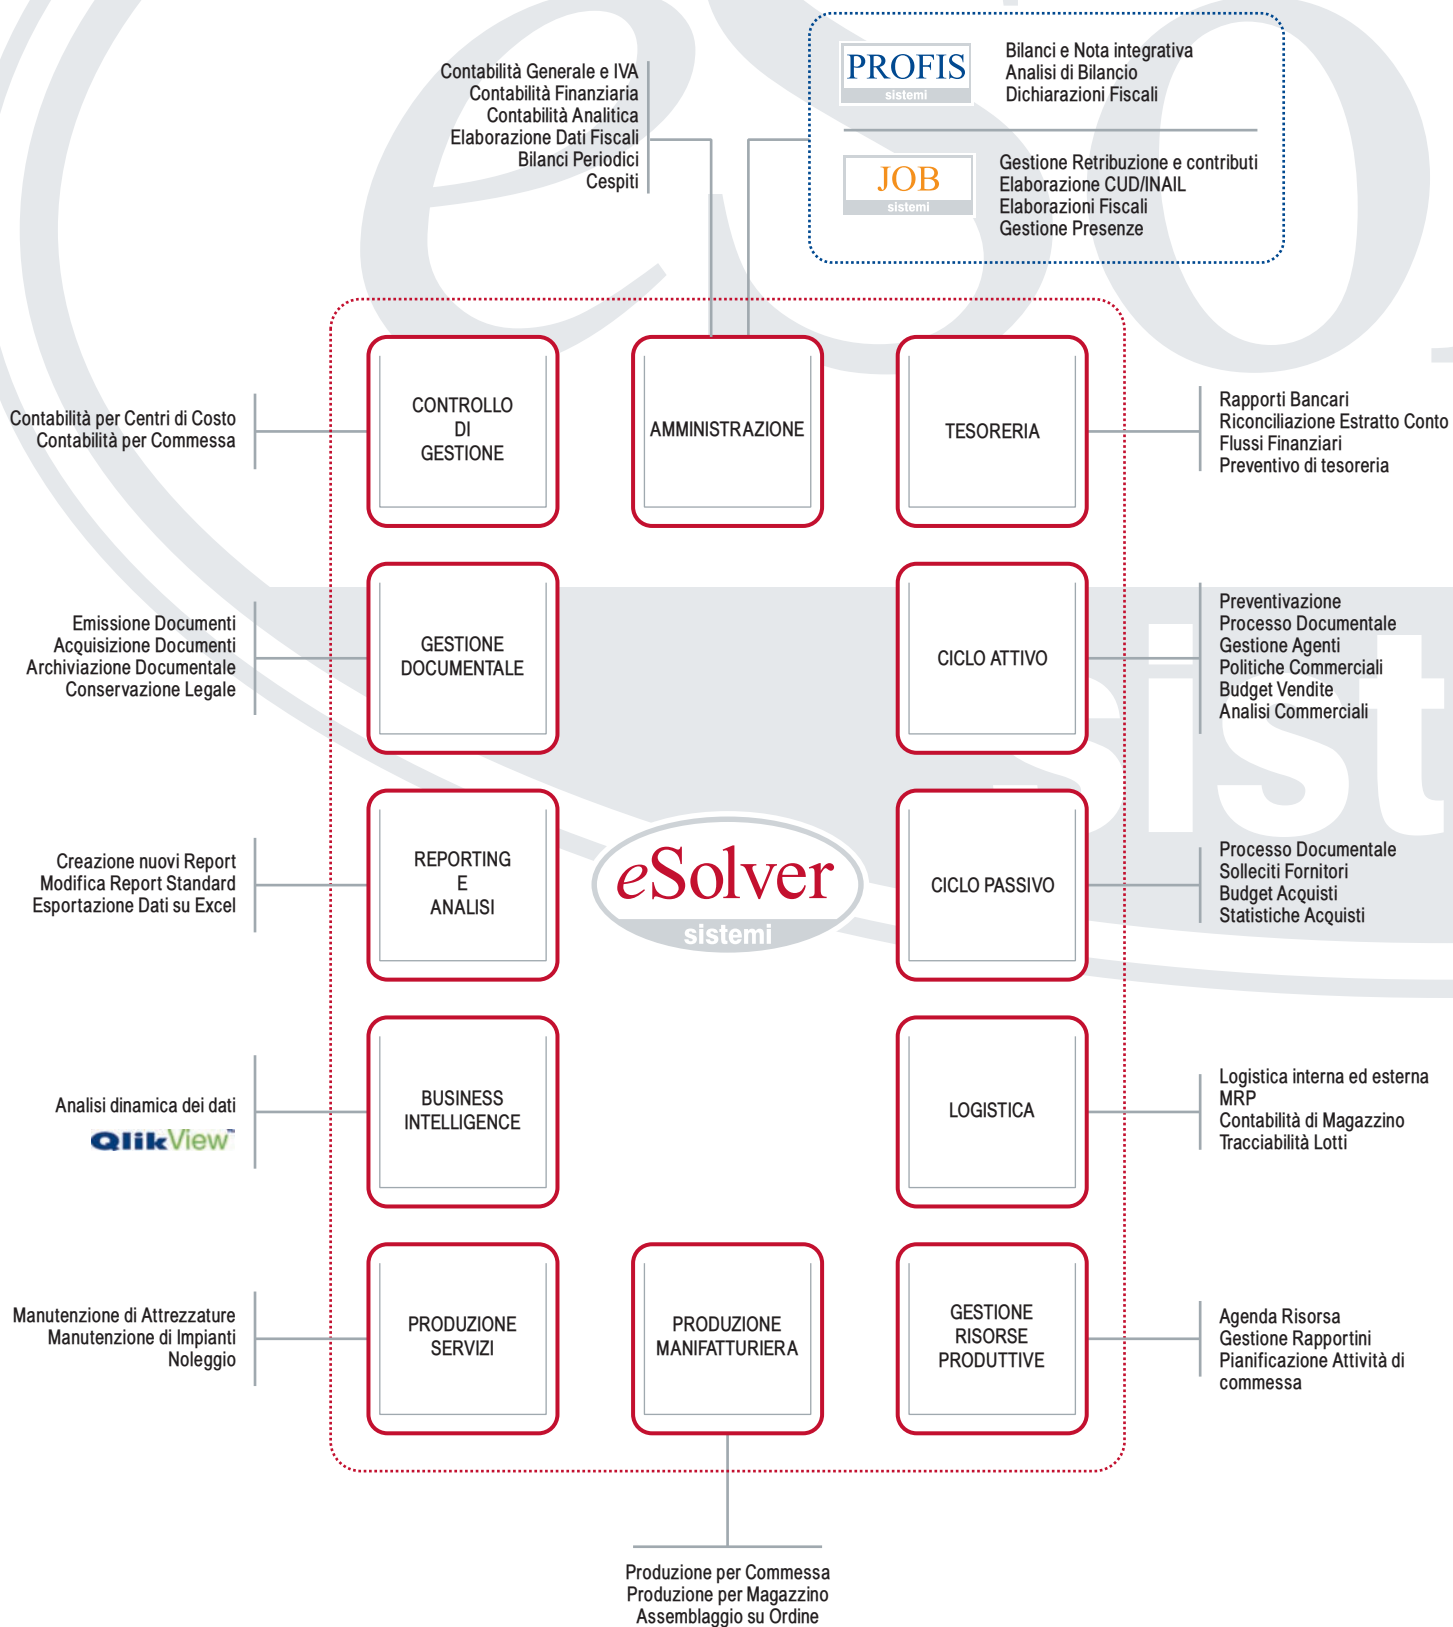 PROFIS
sistemi
Bilanci e Nota integrativa
Analisi di Bilancio
Dichiarazioni Fiscali
JOB
sistemi
Gestione Retribuzione e contributi
Elaborazione CUD/INAIL
Elaborazioni Fiscali
Gestione Presenze
Contabilità Generale e IVA
Contabilità Finanziaria
Contabilità Analitica
Elaborazione Dati Fiscali
Bilanci Periodici
Cespiti
Contabilità per Centri di Costo
Contabilità per Commessa
CONTROLLO
DI
GESTIONE
AMMINISTRAZIONE
TESORERIA
Rapporti Bancari
Riconciliazione Estratto Conto
Flussi Finanziari
Preventivo di tesoreria
Emissione Documenti
Acquisizione Documenti
Archiviazione Documentale
Conservazione Legale
GESTIONE
DOCUMENTALE
CICLO ATTIVO
Preventivazione
Processo Documentale
Gestione Agenti
Politiche Commerciali
Budget Vendite
Analisi Commerciali
Creazione nuovi Report
Modifica Report Standard
Esportazione Dati su Excel
REPORTING
E
ANALISI
eSolver
sistemi
CICLO PASSIVO
Processo Documentale
Solleciti Fornitori
Budget Acquisti
Statistiche Acquisti
Analisi dinamica dei dati
QlikView™
BUSINESS
INTELLIGENCE
LOGISTICA
Logistica interna ed esterna
MRP
Contabilità di Magazzino
Tracciabilità Lotti
Manutenzione di Attrezzature
Manutenzione di Impianti
Noleggio
PRODUZIONE
SERVIZI
PRODUZIONE
MANIFATTURIERA
GESTIONE
RISORSE
PRODUTTIVE
Agenda Risorsa
Gestione Rapportini
Pianificazione Attività di
commessa
Produzione per Commessa
Produzione per Magazzino
Assemblaggio su Ordine
eSo
sist